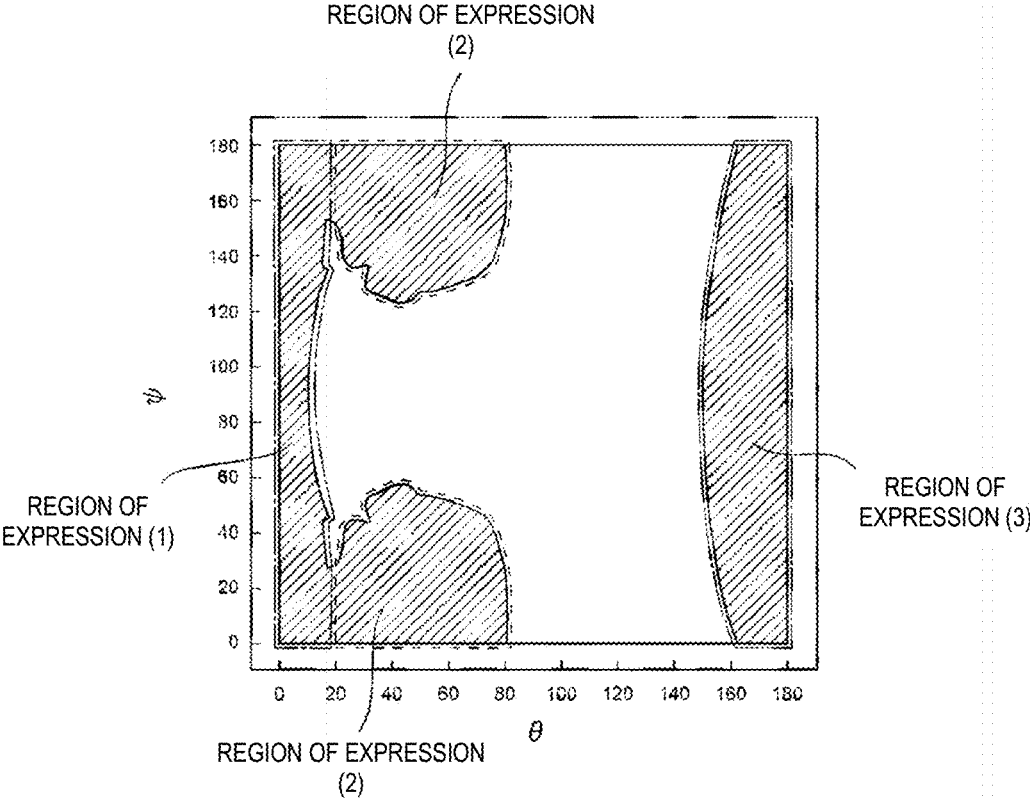 REGION OF EXPRESSION
(2)
180
160
140
120
100
80
60
40
20
0
ψ
REGION OF
EXPRESSION (1)
REGION OF
EXPRESSION (3)
0 20 40 60 80 100 120 140 160 180
θ
REGION OF EXPRESSION
(2)